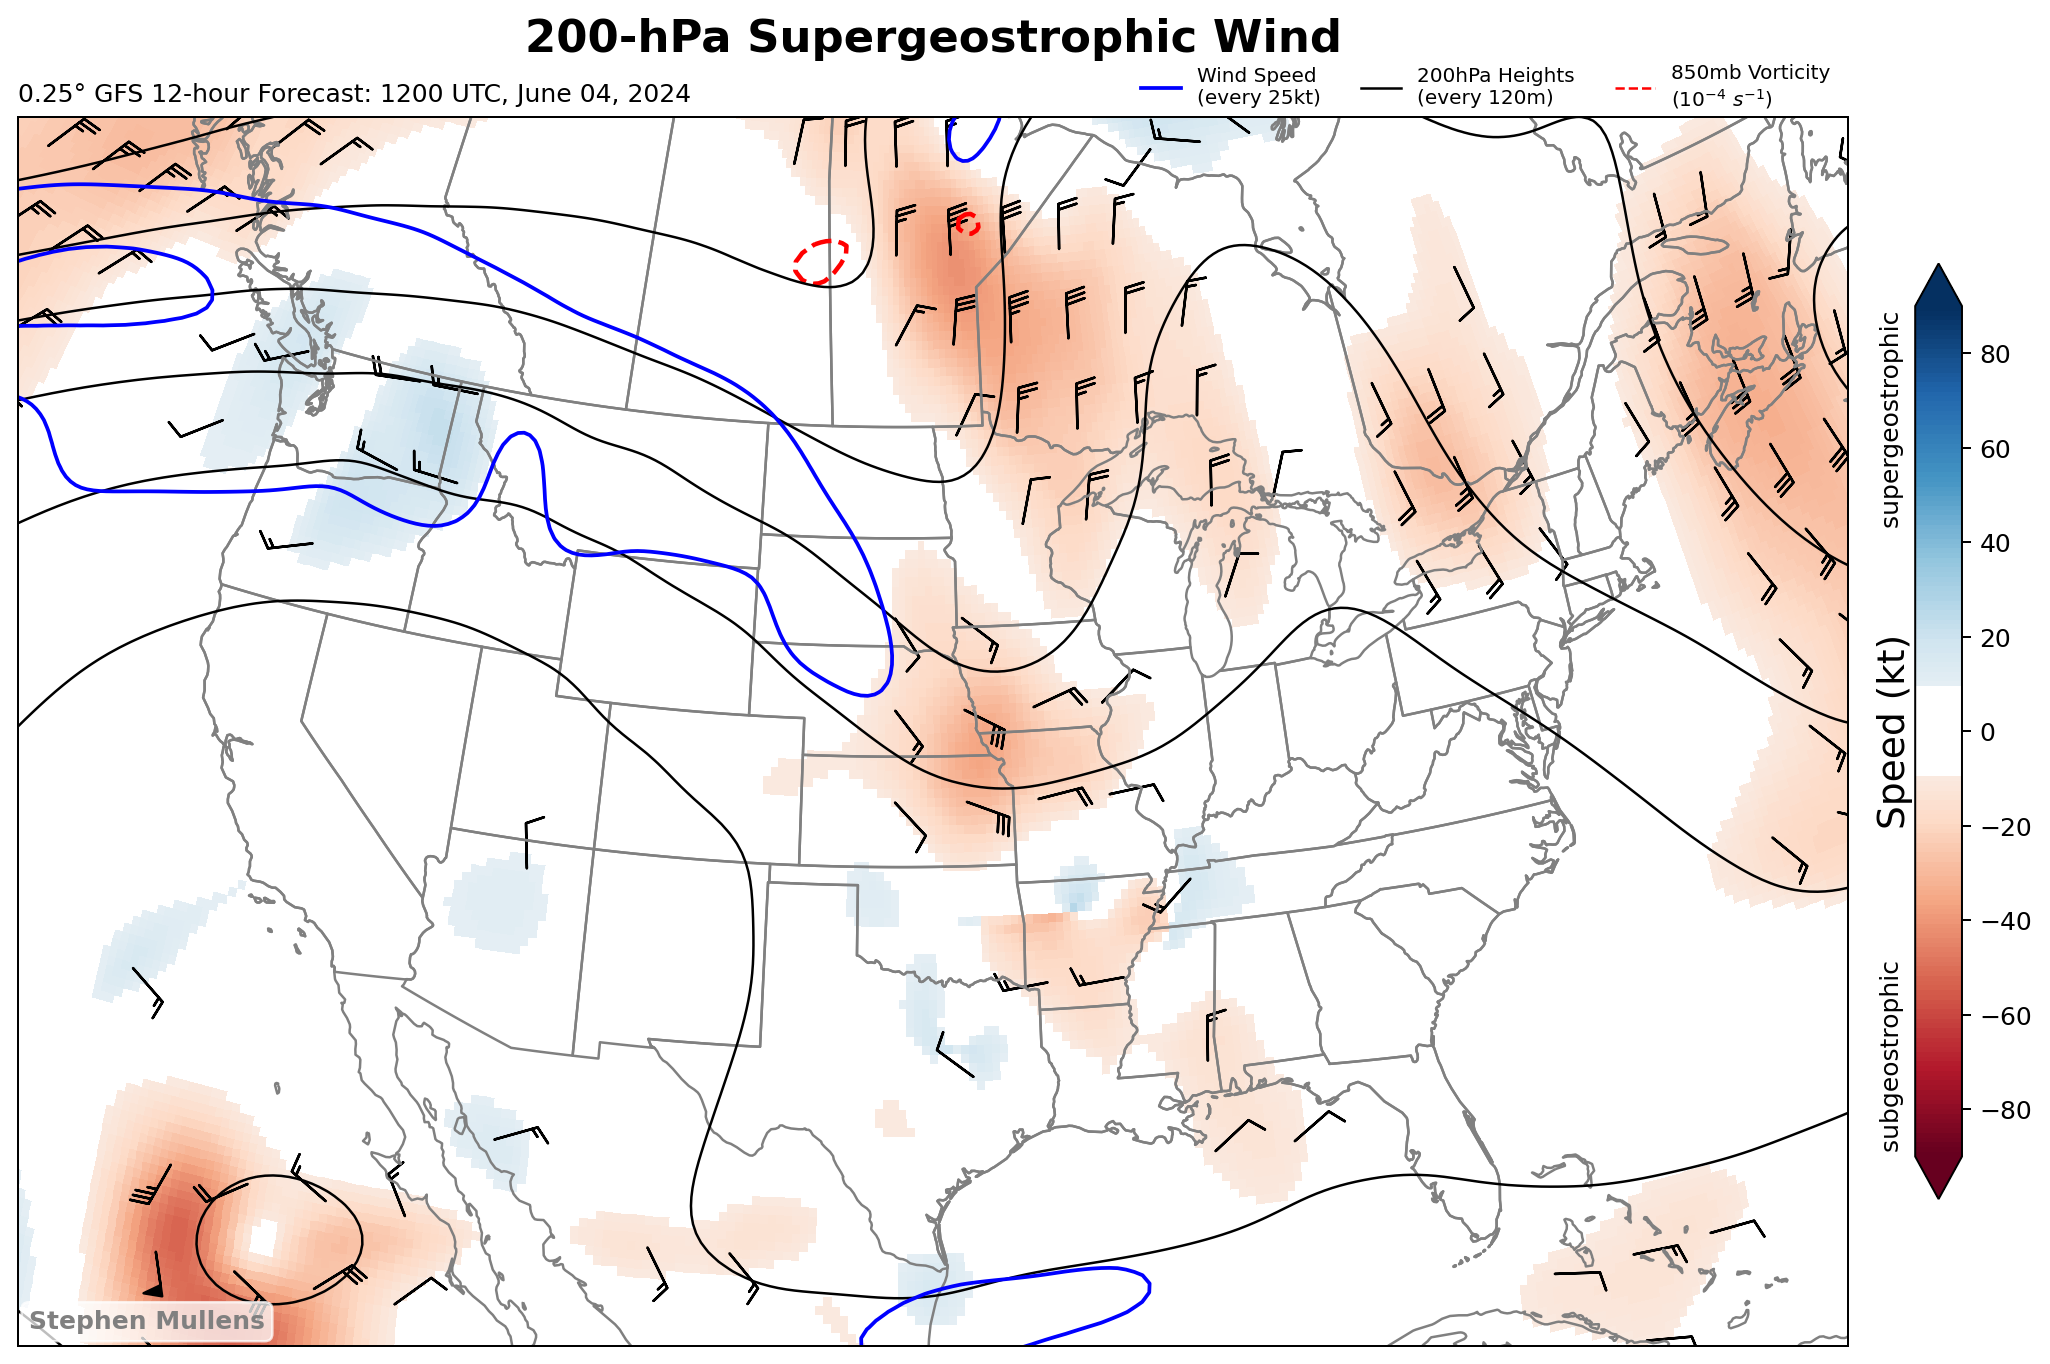 200-hPa Supergeostrophic Wind
0.25° GFS 12-hour Forecast: 1200 UTC, June 04, 2024
Wind Speed
(every 25kt)
200hPa Heights
(every 120m)
850mb Vorticity
(10⁻⁴ s⁻¹)
supergeostrophic
Speed (kt)
subgeostrophic
80
60
40
20
0
−20
−40
−60
−80
Stephen Mullens